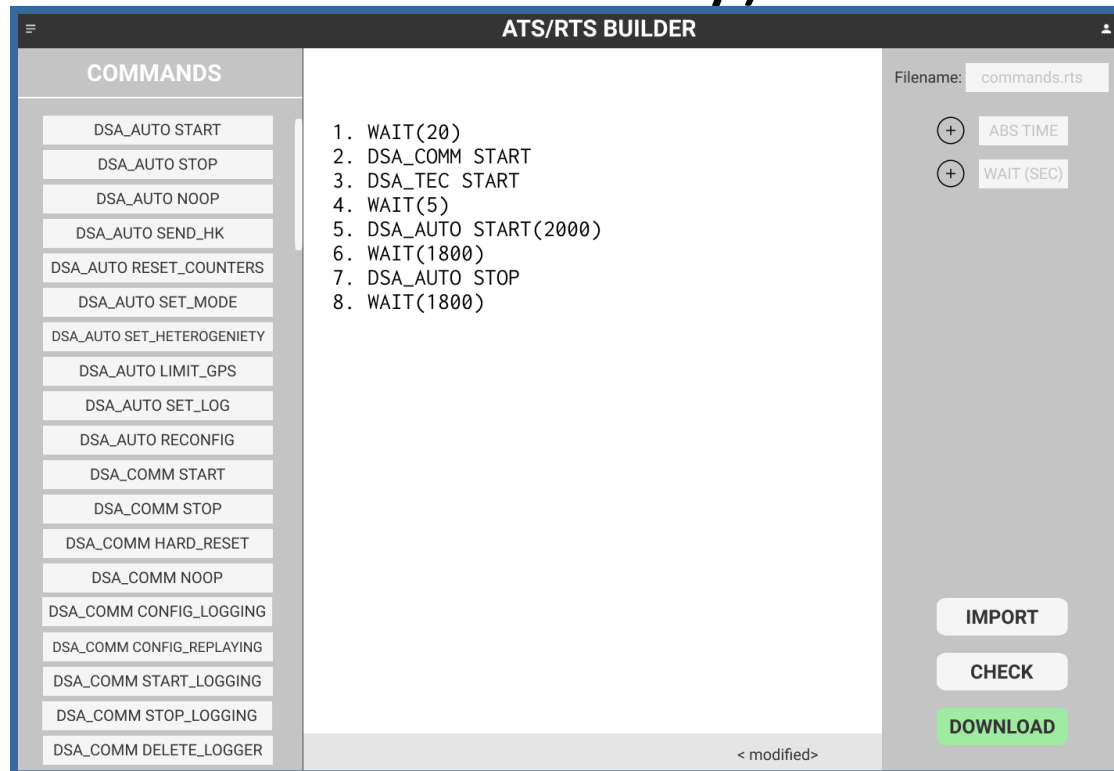 ATS/RTS BUILDER
COMMANDS
DSA_AUTO START
DSA_AUTO STOP
DSA_AUTO NOOP
DSA_AUTO SEND_HK
DSA_AUTO RESET_COUNTERS
DSA_AUTO SET_MODE
DSA_AUTO SET_HETEROGENIETY
DSA_AUTO LIMIT_GPS
DSA_AUTO SET_LOG
DSA_AUTO RECONFIG
DSA_COMM START
DSA_COMM STOP
DSA_COMM HARD_RESET
DSA_COMM NOOP
DSA_COMM CONFIG_LOGGING
DSA_COMM CONFIG_REPLAYING
DSA_COMM START_LOGGING
DSA_COMM STOP_LOGGING
DSA_COMM DELETE_LOGGER
1. WAIT(20)
2. DSA_COMM START
3. DSA_TEC START
4. WAIT(5)
5. DSA_AUTO START(2000)
6. WAIT(1800)
7. DSA_AUTO STOP
8. WAIT(1800)
< modified>
Filename: commands.rts
+ ABS TIME
+ WAIT (SEC)
IMPORT
CHECK
DOWNLOAD